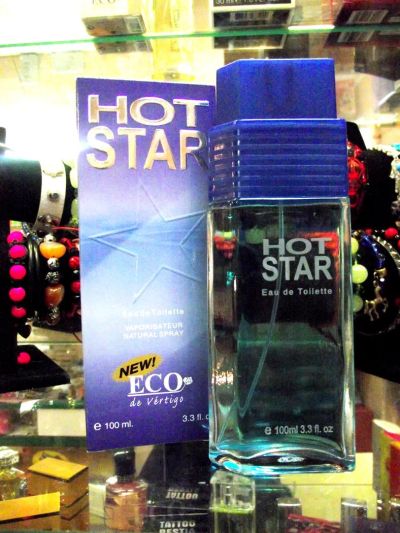 HOT
STAR
Eau de Toilette
VAPORISATEUR
NATURAL SPRAY
NEW!
ECO
de Vértigo
℮ 100 ml.
3.3 fl. o
HOT
STAR
Eau de Toilette
℮ 100ml 3.3 fl. oz
TATTOO